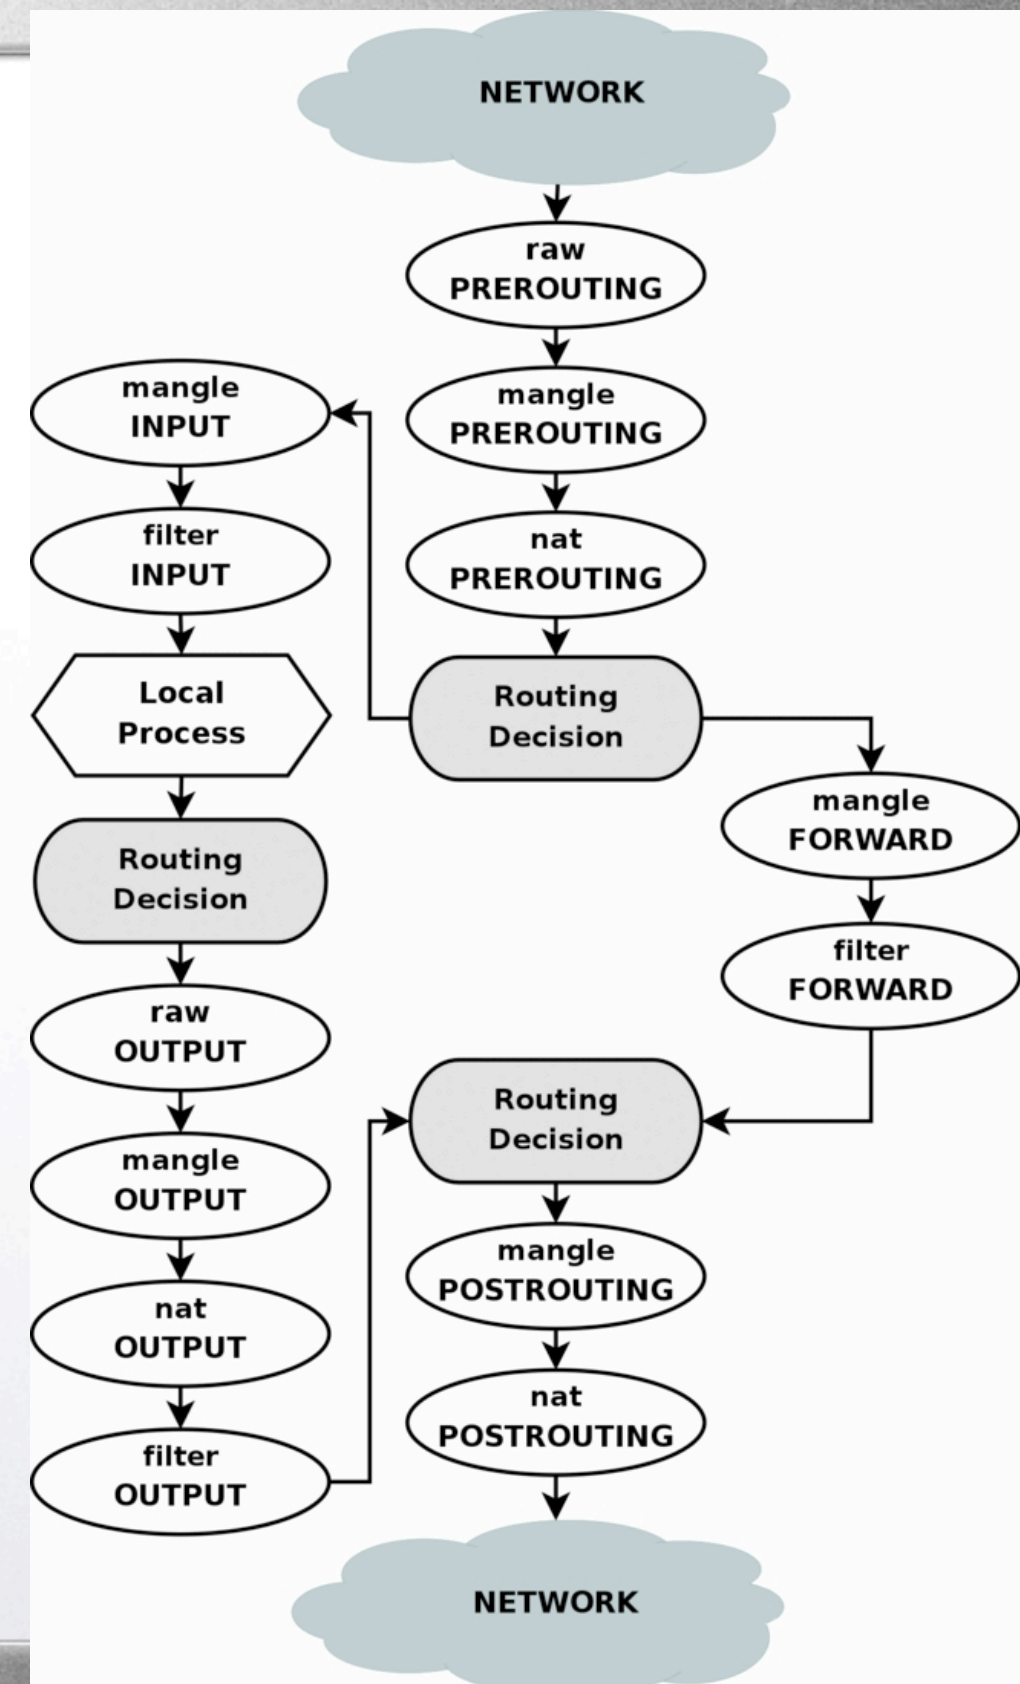 NETWORK
raw
PREROUTING
mangle
PREROUTING
nat
PREROUTING
Routing
Decision
mangle
INPUT
filter
INPUT
Local
Process
Routing
Decision
raw
OUTPUT
mangle
OUTPUT
nat
OUTPUT
filter
OUTPUT
mangle
FORWARD
filter
FORWARD
Routing
Decision
mangle
POSTROUTING
nat
POSTROUTING
NETWORK